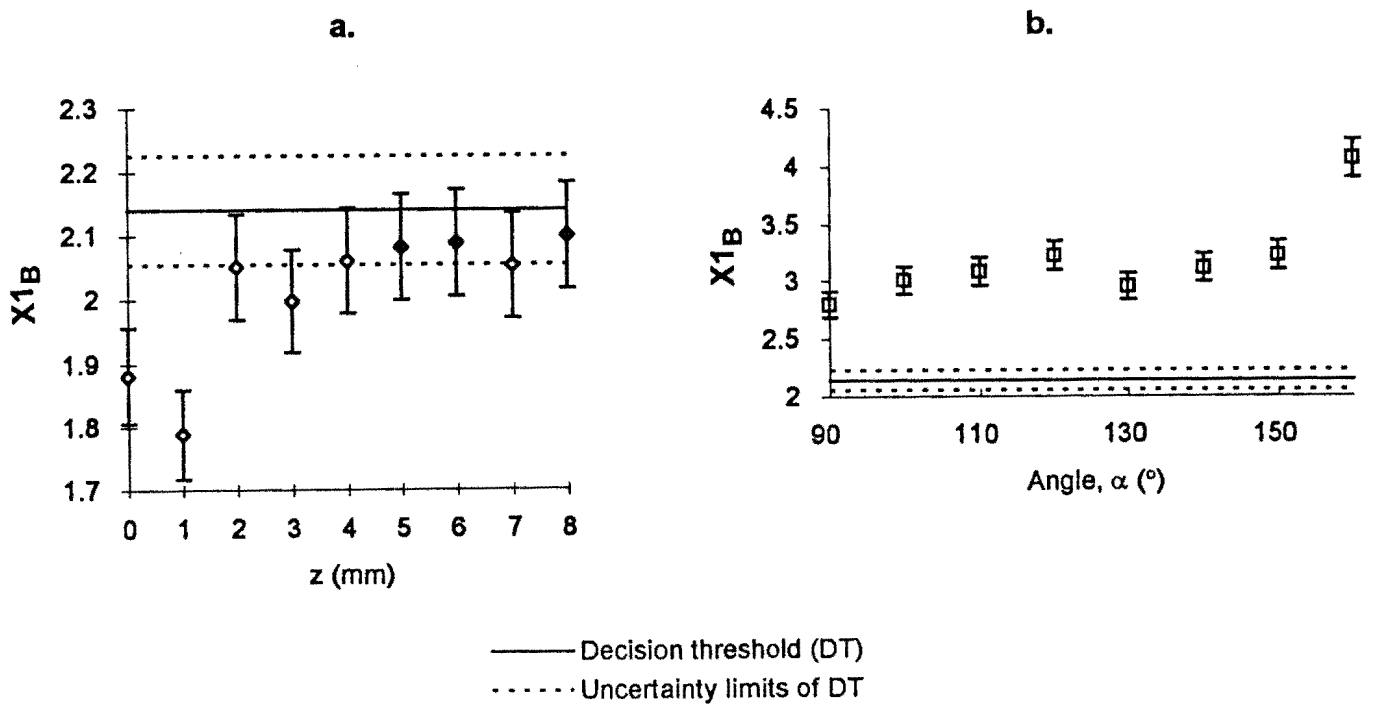 a.
2.3
2.2
2.1
2
1.9
1.8
1.7
X1B
0 1 2 3 4 5 6 7 8
z (mm)
b.
4.5
4
3.5
3
2.5
2
X1B
90 110 130 150
Angle, α (°)
Decision threshold (DT)
Uncertainty limits of DT